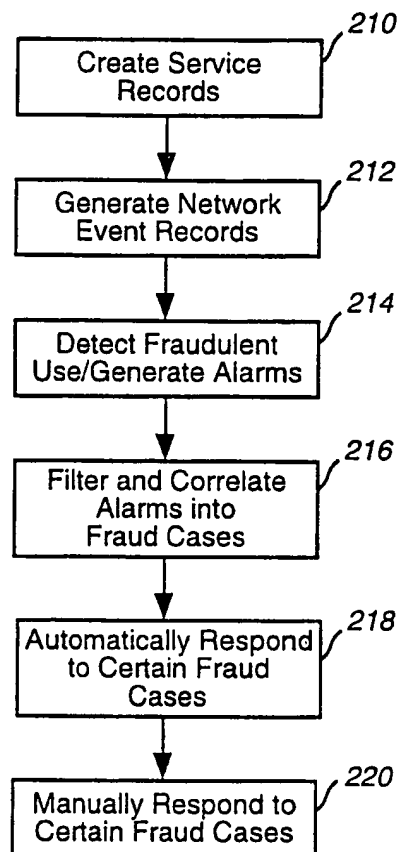 210
Create Service
Records
212
Generate Network
Event Records
214
Detect Fraudulent
Use/Generate Alarms
216
Filter and Correlate
Alarms into
Fraud Cases
218
Automatically Respond
to Certain Fraud
Cases
220
Manually Respond to
Certain Fraud Cases